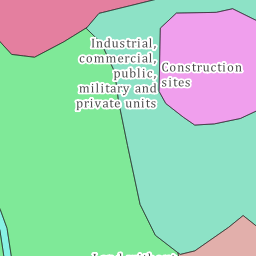 Industrial,
commercial,
public,
military and
private units
Construction
sites